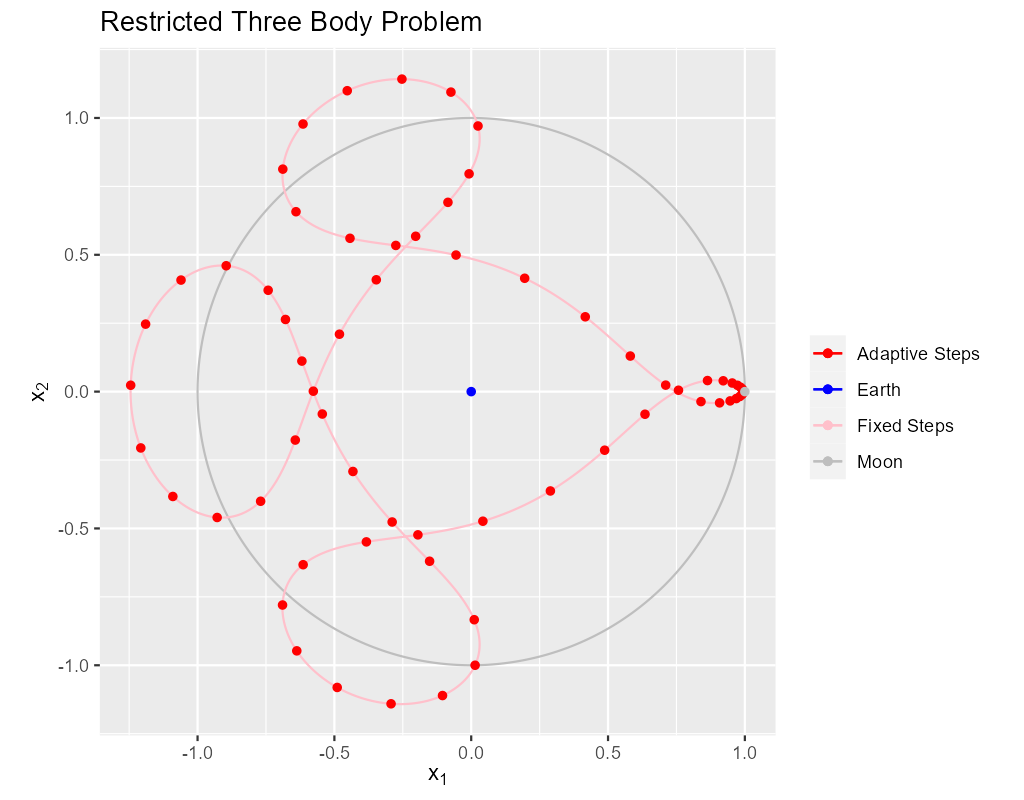 Restricted Three Body Problem
x2
1.0
0.5
0.0
-0.5
-1.0
-1.0 -0.5 0.0 0.5 1.0
x1
Adaptive Steps
Earth
Fixed Steps
Moon